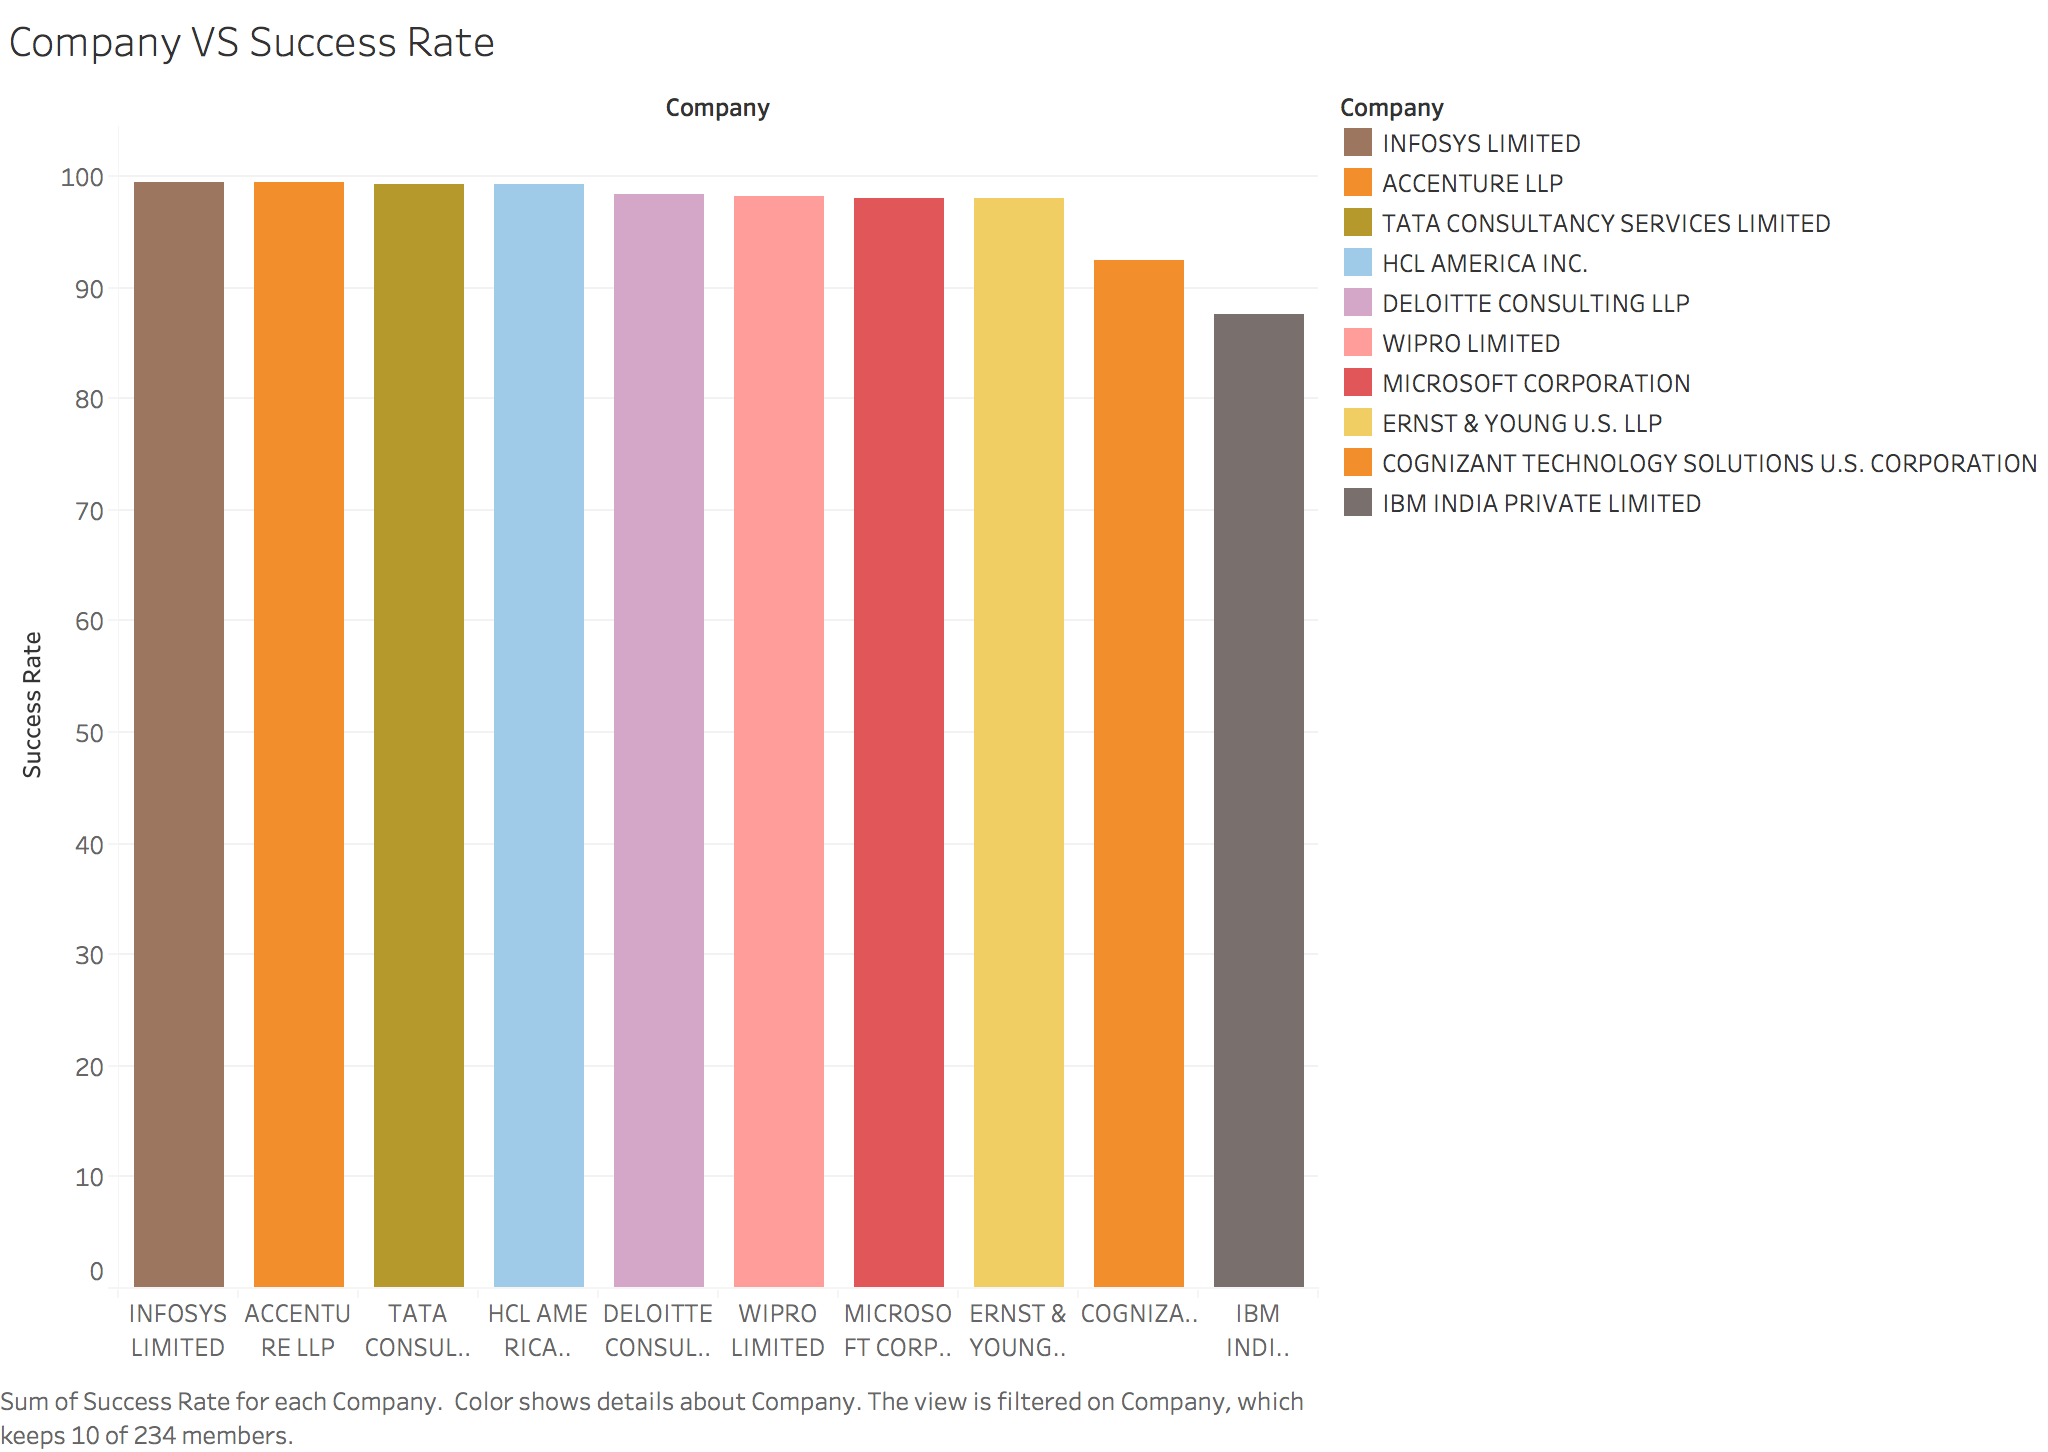 Company VS Success Rate
Company
100
90
80
70
60
50
40
30
20
10
0
Success Rate
INFOSYS
LIMITED
ACCENTU
RE LLP
TATA
CONSUL..
HCL AME
RICA..
DELOITTE
CONSUL..
WIPRO
LIMITED
MICROSO
FT CORP..
ERNST &
YOUNG..
COGNIZA..
IBM
INDI..
Company
INFOSYS LIMITED
ACCENTURE LLP
TATA CONSULTANCY SERVICES LIMITED
HCL AMERICA INC.
DELOITTE CONSULTING LLP
WIPRO LIMITED
MICROSOFT CORPORATION
ERNST & YOUNG U.S. LLP
COGNIZANT TECHNOLOGY SOLUTIONS U.S. CORPORATION
IBM INDIA PRIVATE LIMITED
Sum of Success Rate for each Company.  Color shows details about Company. The view is filtered on Company, which
keeps 10 of 234 members.